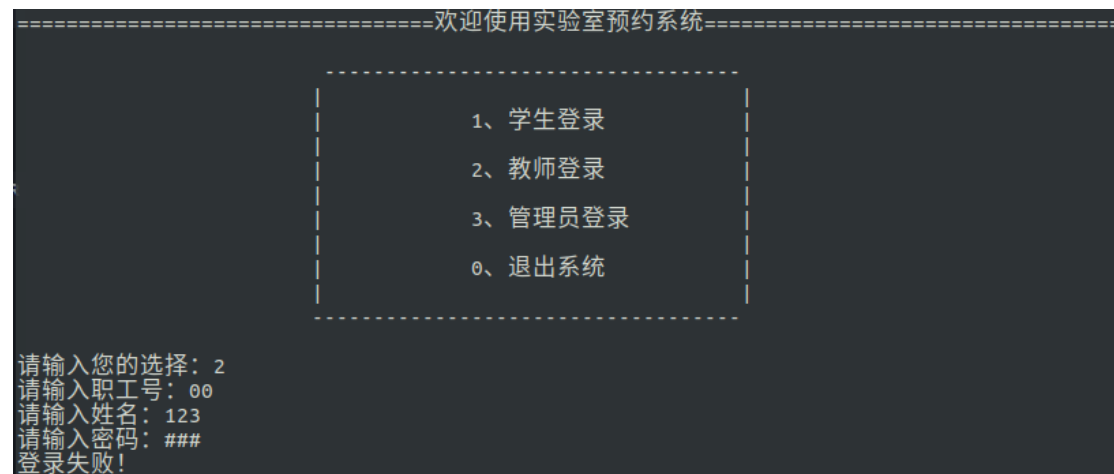 ==================================欢迎使用实验室预约系统==================================
----------------------------------
1、学生登录
2、教师登录
3、管理员登录
0、退出系统
-----------------------------------
请输入您的选择：2
请输入职工号：00
请输入姓名：123
请输入密码：###
登录失败！